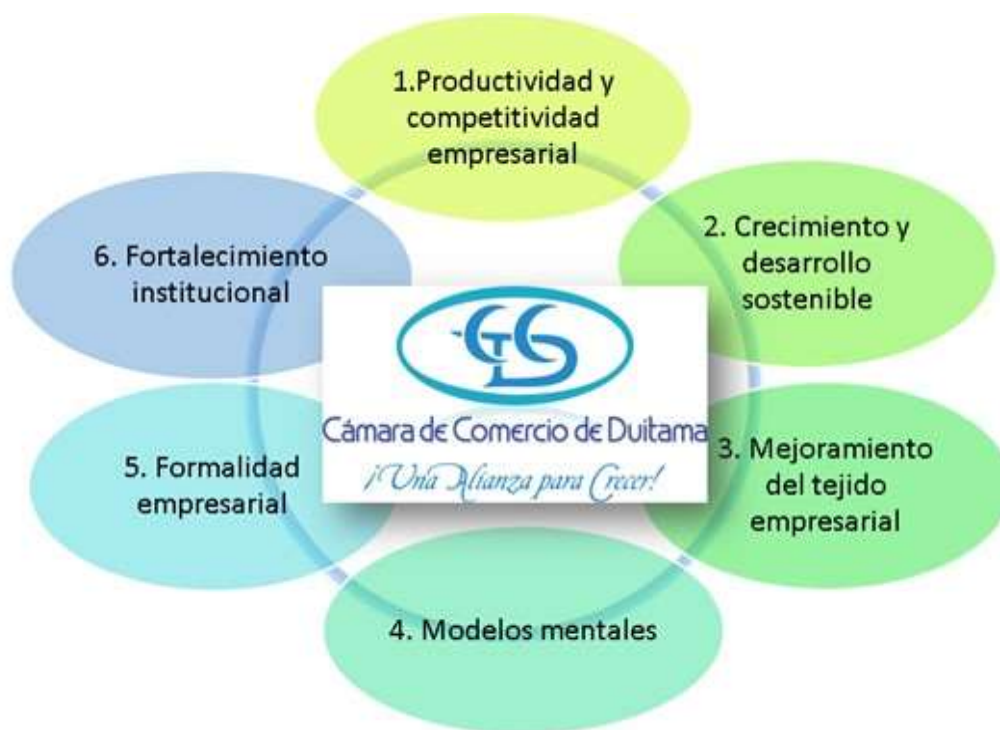 1.Productividad y
competitividad
empresarial
2. Crecimiento y
desarrollo
sostenible
3. Mejoramiento
del tejido
empresarial
4. Modelos mentales
5. Formalidad
empresarial
6. Fortalecimiento
institucional
Cámara de Comercio de Duitama
¡Una Alianza para Crecer!